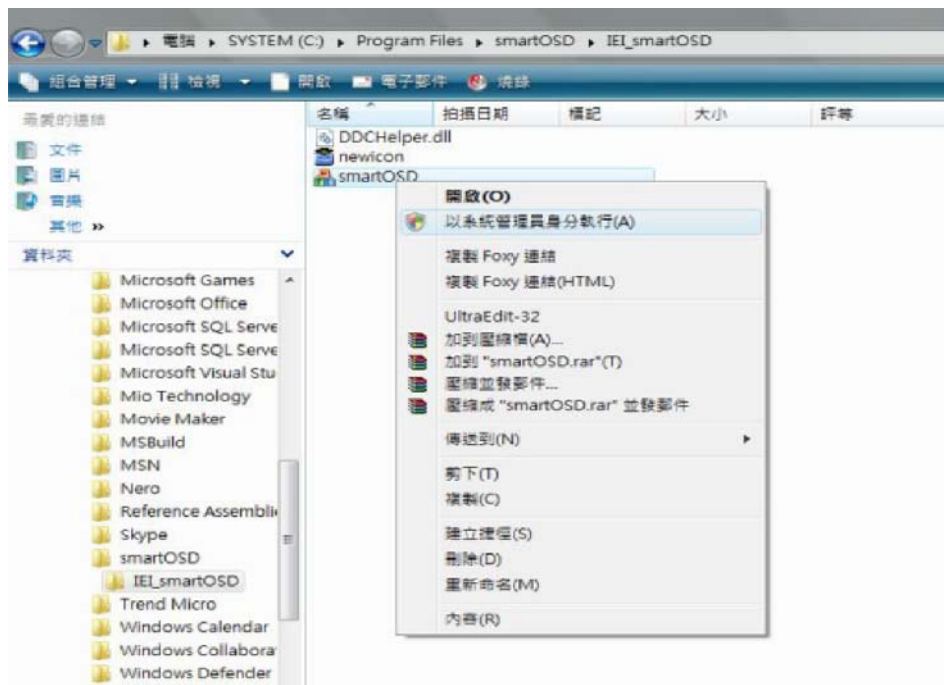 電腦 ▸ SYSTEM (C:) ▸ Program Files ▸ smartOSD ▸ IEI_smartOSD
組合管理 檢視 開啟 電子郵件 燒錄
最愛的連結
文件
圖片
音樂
其他 »
資料夾
Microsoft Games
Microsoft Office
Microsoft SQL Serve
Microsoft SQL Serve
Microsoft Visual Stu
Mio Technology
Movie Maker
MSBuild
MSN
Nero
Reference Assembli
Skype
smartOSD
IEI_smartOSD
Trend Micro
Windows Calendar
Windows Collabora
Windows Defender
名稱 拍攝日期 標記 大小 評等
DDCHelper.dll
newicon
smartOSD
開啟(O)
以系統管理員身分執行(A)
複製 Foxy 連結
複製 Foxy 連結(HTML)
UltraEdit-32
加到壓縮檔(A)...
加到 "smartOSD.rar"(T)
壓縮並發郵件...
壓縮成 "smartOSD.rar" 並發郵件
傳送到(N)
剪下(T)
複製(C)
建立捷徑(S)
刪除(D)
重新命名(M)
內容(R)